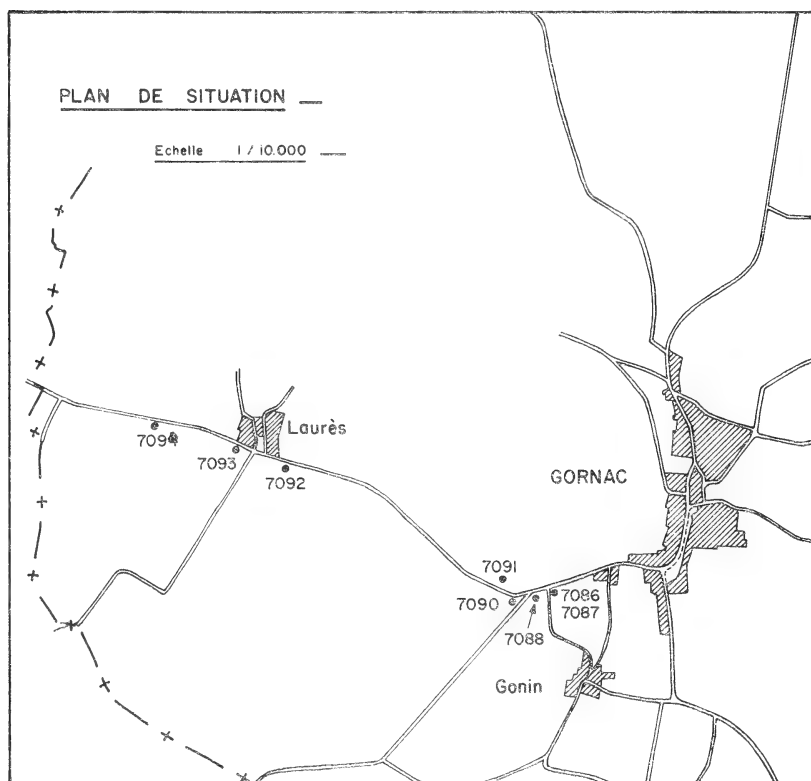 PLAN DE SITUATION
Echelle 1 / 10.000
Laurès
7094
7093
7092
GORNAC
7091
7090
7086
7087
7088
Gonin